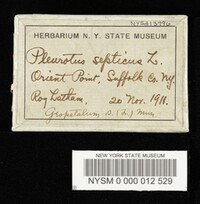 HERBARIUM N. Y. STATE MUSEUM
Pleurotus septicus Fr.
Orient Point, Suffolk Co. N.Y.
Roy Latham. 20 Nov. 1911.
NEW YORK STATE MUSEUM
NYSM 0 000 012 529